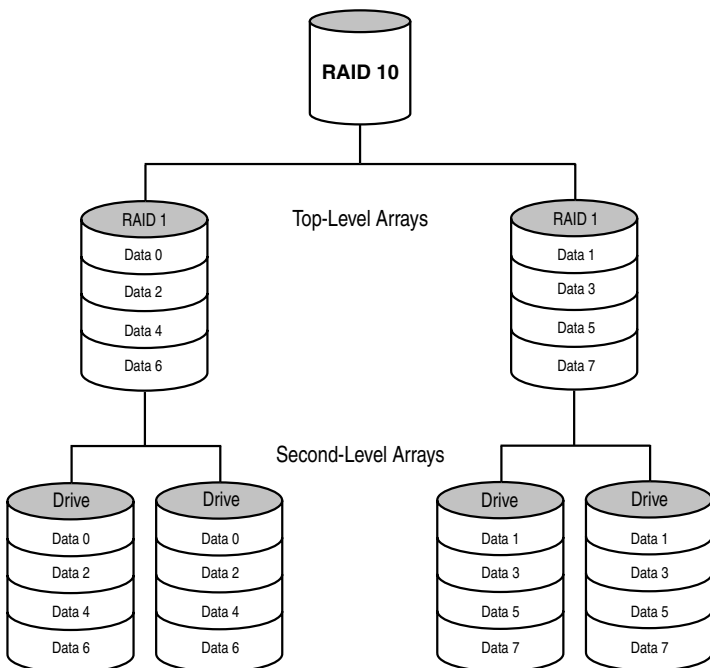 RAID 10
Top-Level Arrays
RAID 1
Data 0
Data 2
Data 4
Data 6
RAID 1
Data 1
Data 3
Data 5
Data 7
Second-Level Arrays
Drive
Data 0
Data 2
Data 4
Data 6
Drive
Data 0
Data 2
Data 4
Data 6
Drive
Data 1
Data 3
Data 5
Data 7
Drive
Data 1
Data 3
Data 5
Data 7